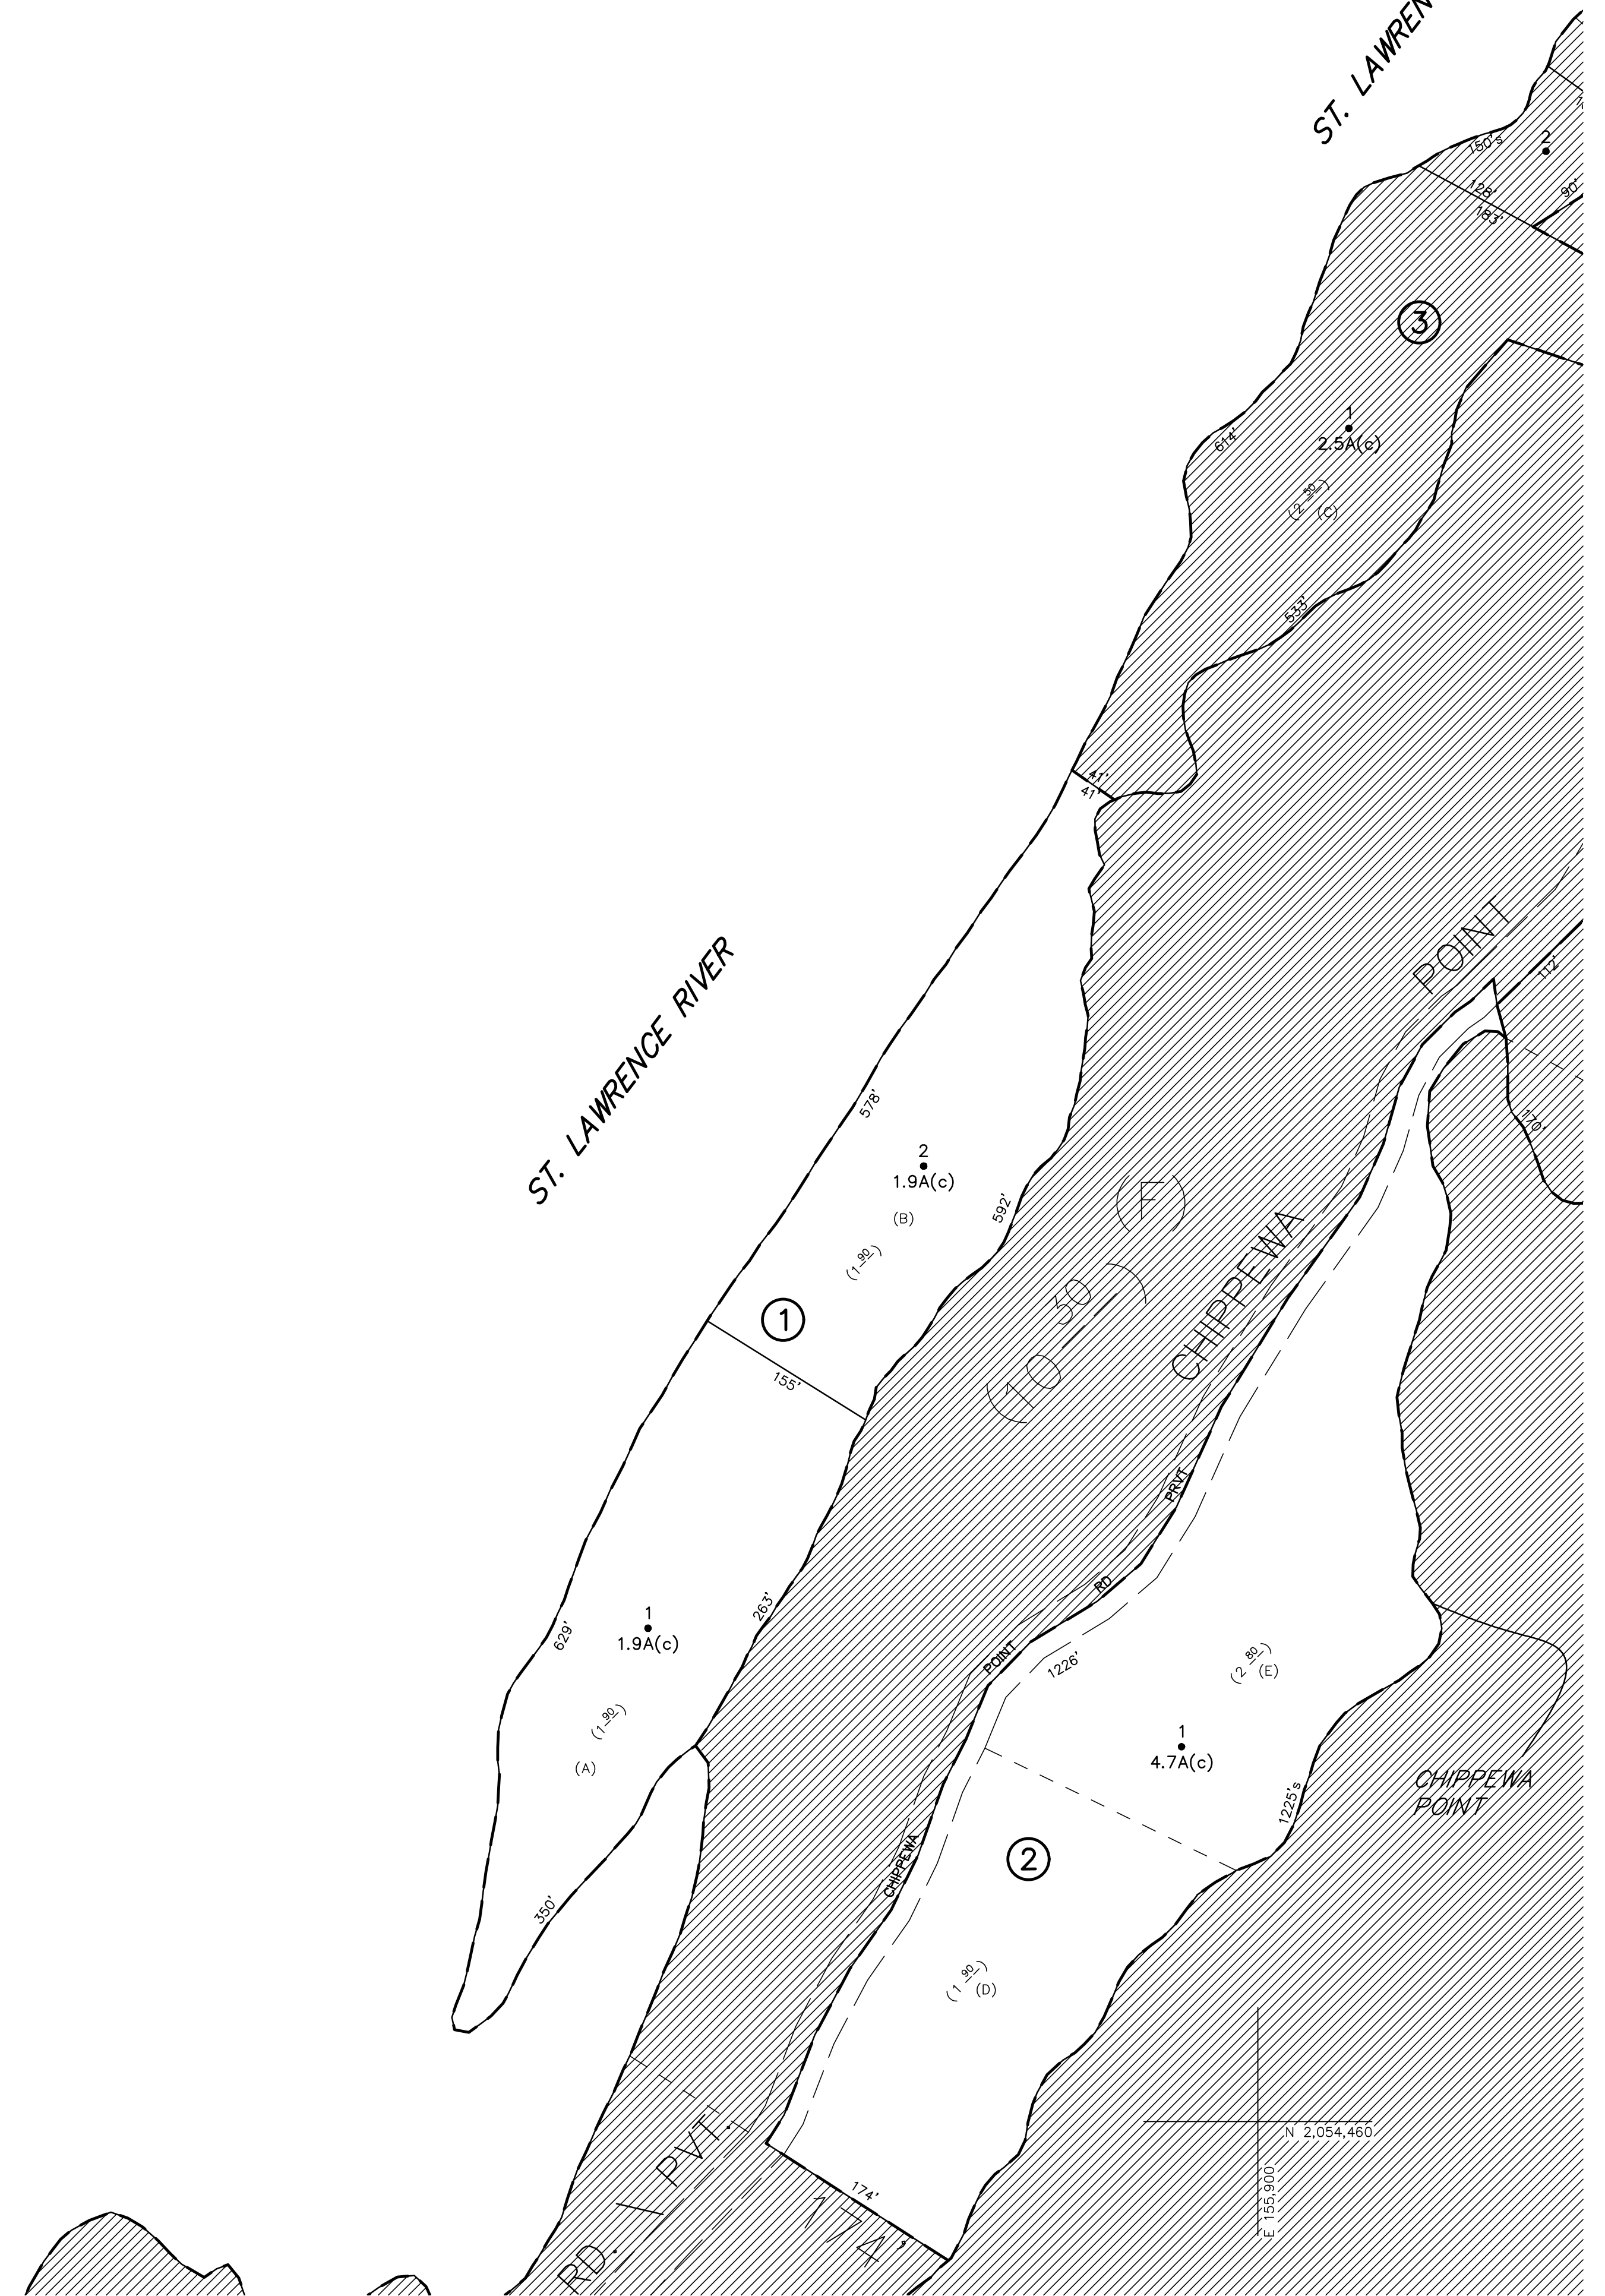 ST. LAWREN
150's
2
128'
183'
90'
3
1
2.5A(c)
614'
(2 50)
(C)
533'
41'
41'
POINT
112'
ST. LAWRENCE RIVER
578'
170'
2
1.9A(c)
(B)
592'
(F)
(1 90)
CHIPPEWA
(10 30)
1
155'
PRVT
RD
1
1.9A(c)
263'
629'
POINT
1226'
(2 80)
(E)
(1 90)
(A)
1
4.7A(c)
CHIPPEWA
POINT
1225's
CHIPPEWA
2
350'
(1 90)
(D)
N 2,054,460
E 155,900
PVT.
/
RD.
174'
174
s